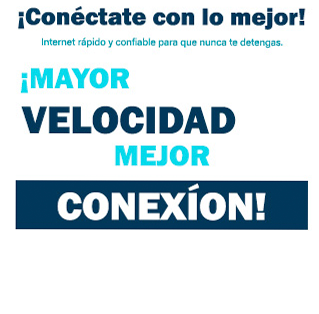 ¡Conéctate con lo mejor!
Internet rápido y confiable para que nunca te detengas.
¡MAYOR
VELOCIDAD
MEJOR
CONEXÍON!